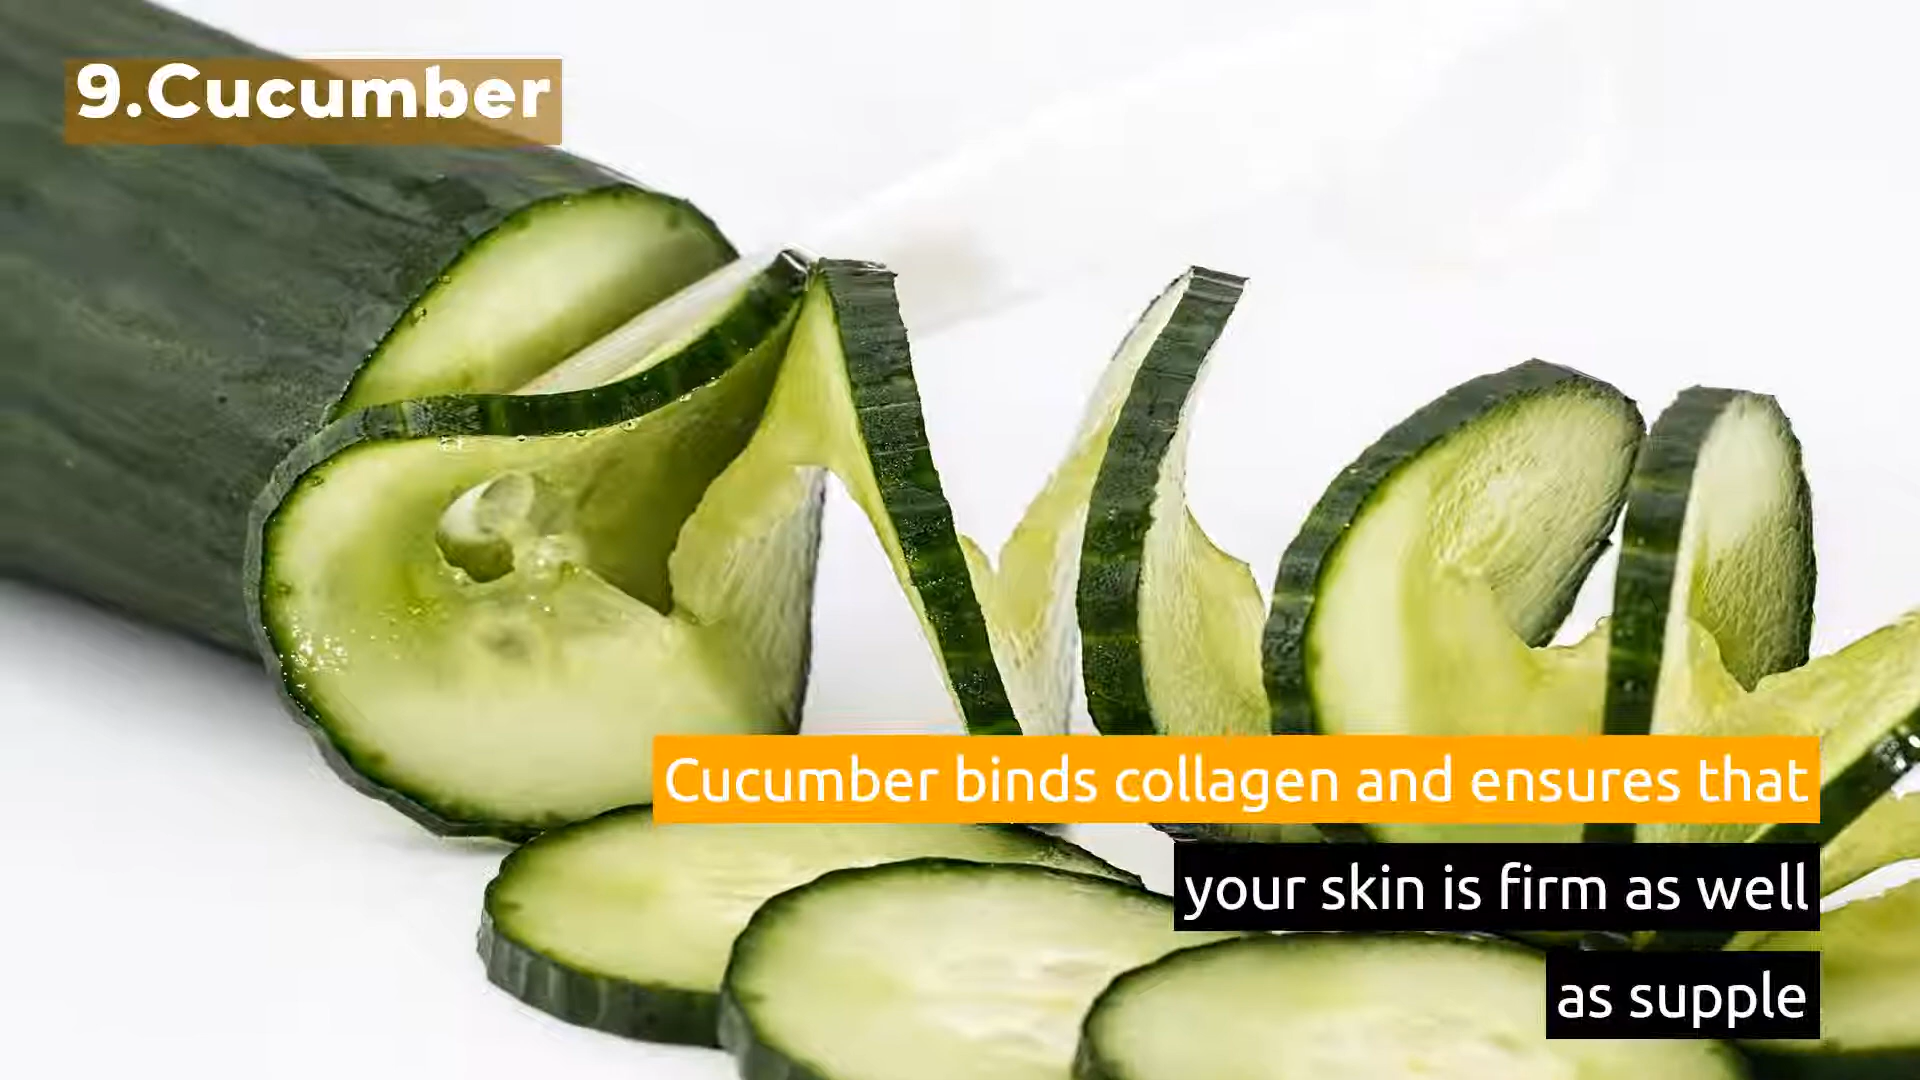 9.Cucumber
Cucumber binds collagen and ensures that
your skin is firm as well
as supple